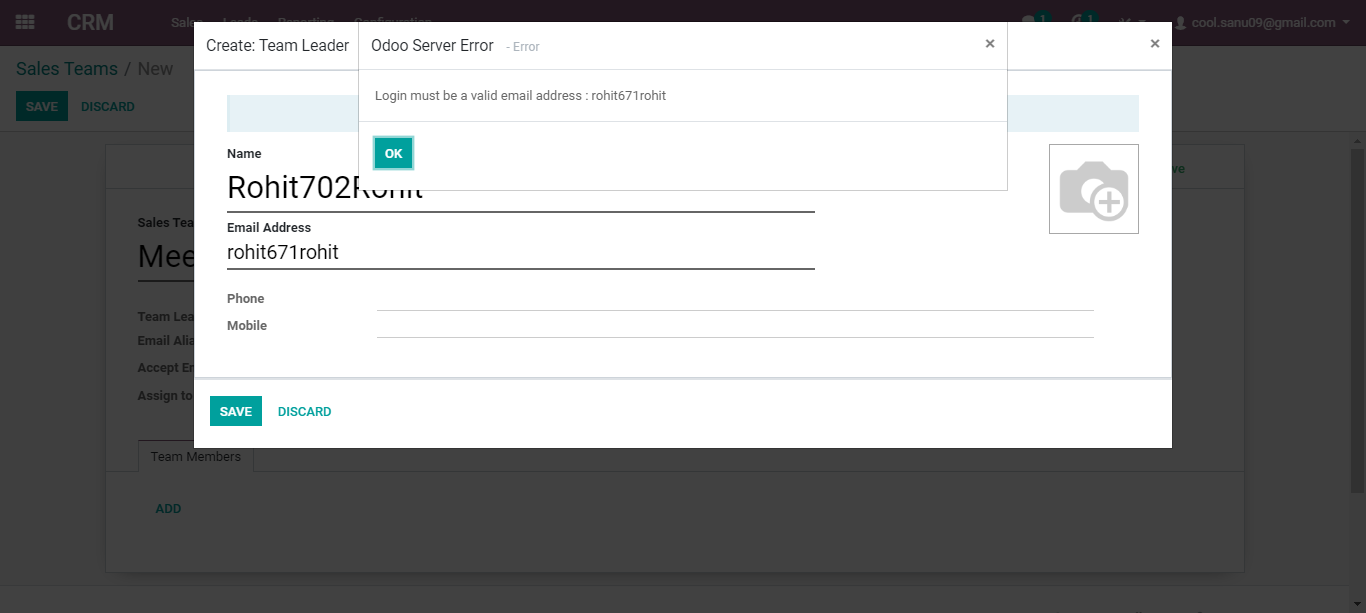 CRM Sales Leads Reporting Configuration 1 1 cool.sanu09@gmail.com
Create: Team Leader
Odoo Server Error - Error
×
×
Sales Teams / New
SAVE DISCARD
Login must be a valid email address : rohit671rohit
OK
Name
Rohit702Rohit
Email Address
rohit671rohit
Sales Tea
Mee
Phone
Mobile
Team Lea
Email Alia
Accept Em
Assign to
SAVE DISCARD
Team Members
ADD